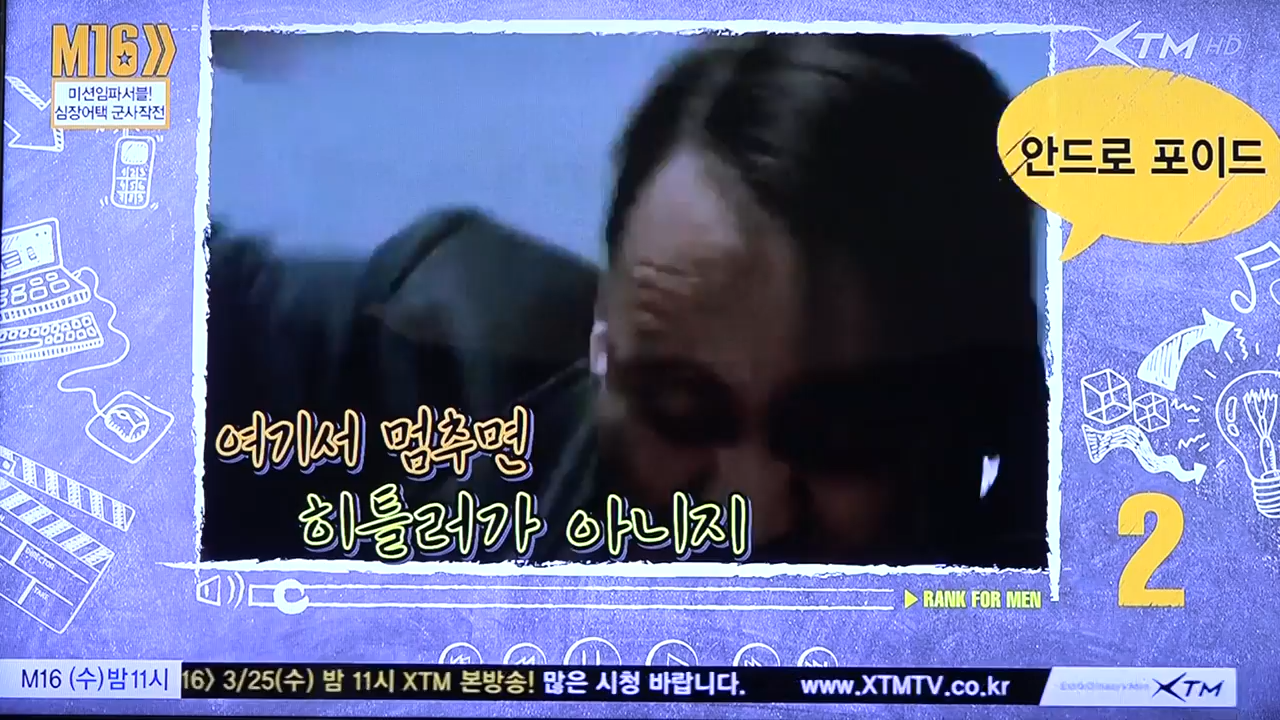 M16
미션임파서블!
심장어택 군사작전
XTM HD
안드로 포이드
여기서 멈추면
히틀러가 아니지
2
RANK FOR MEN
DIRECTOR
TAKE
M16 (수)밤 11시
16> 3/25(수) 밤 11시 XTM 본방송! 많은 시청 바랍니다.
www.XTMTV.co.kr
XTM